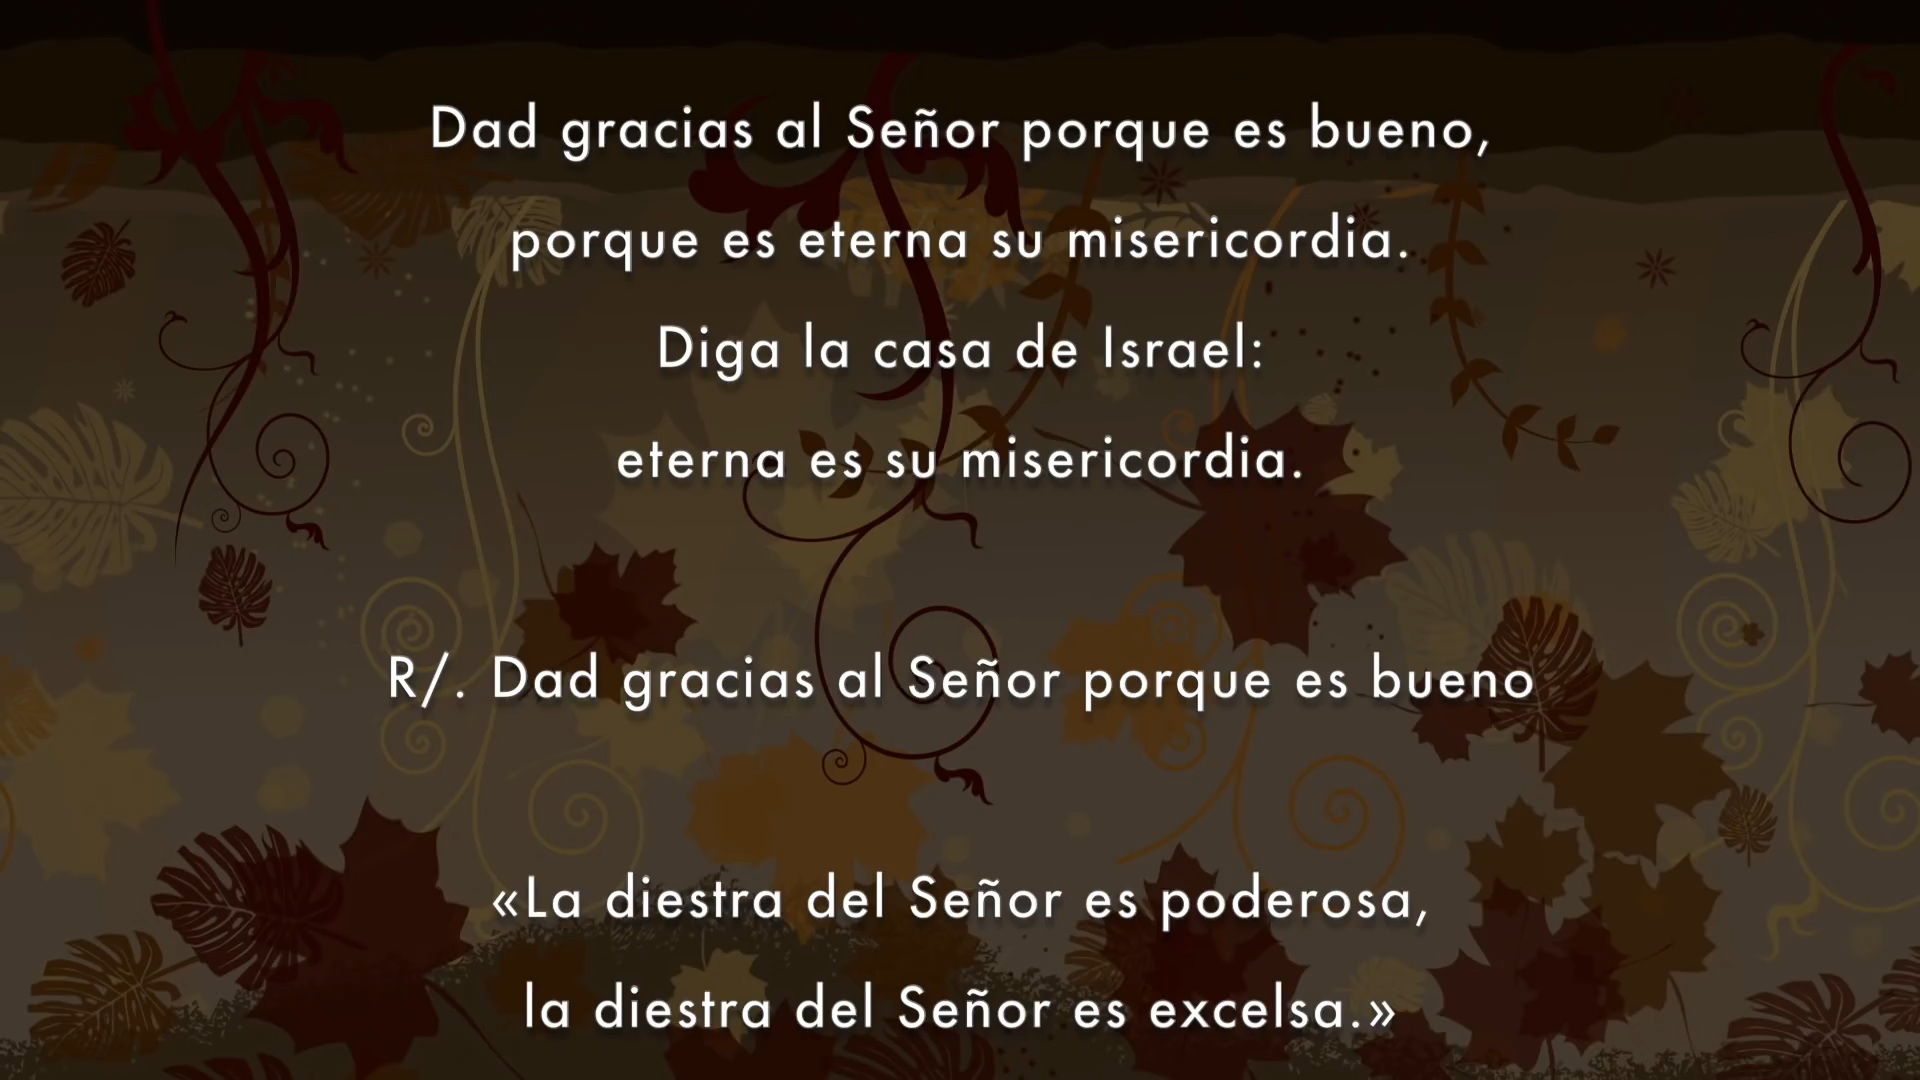 Dad gracias al Señor porque es bueno,
porque es eterna su misericordia.
Diga la casa de Israel:
eterna es su misericordia.
R/. Dad gracias al Señor porque es bueno
«La diestra del Señor es poderosa,
la diestra del Señor es excelsa.»